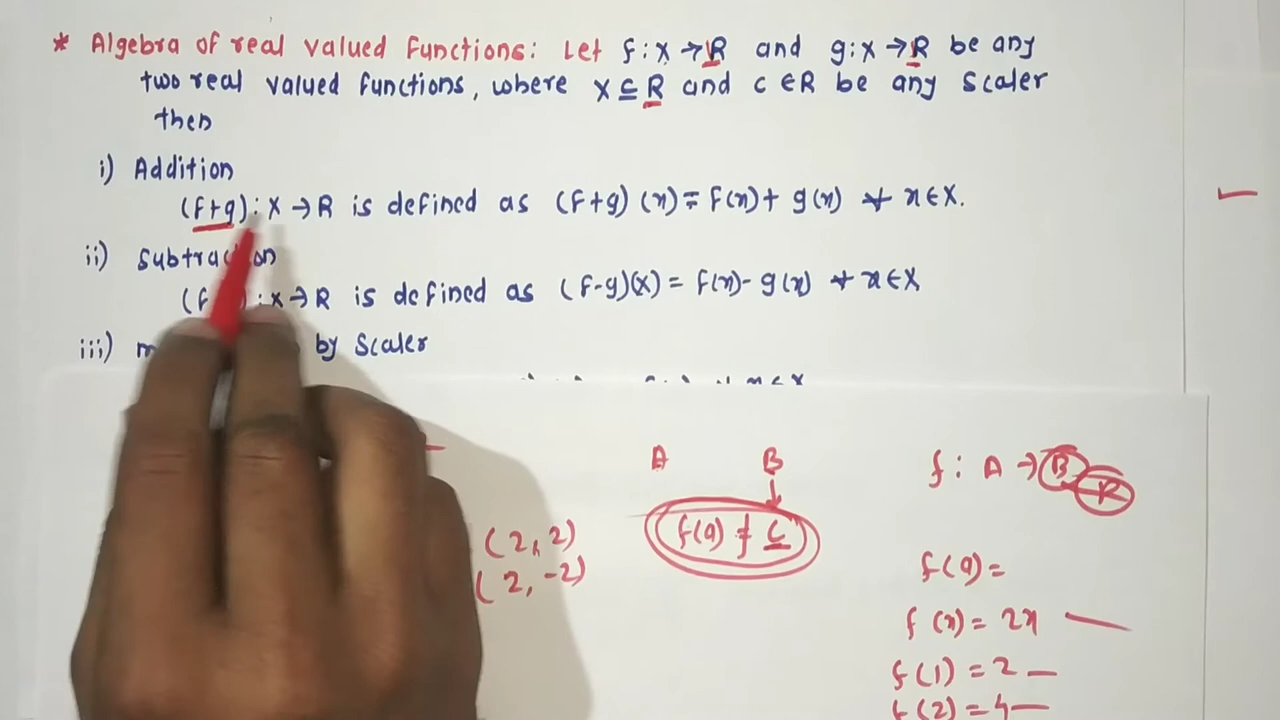 * Algebra of real valued Functions: Let f: X → R and g: X → R be any
two real valued functions, where X ⊆ R and C ∈ R be any Scaler
then
i) Addition
(f+g): X → R is defined as (f+g) (x) = f(x) + g(x) ∀ x ∈ X.
ii) Subtraction
(f : X → R is defined as (f-g)(x) = f(x) - g(x) ∀ x ∈ X
iii) m by Scaler
A B
f(a) = C
(2, 2)
(2, -2)
f : A → B R
f(a) =
f(x) = 2x
f(1) = 2
f(2) = 4